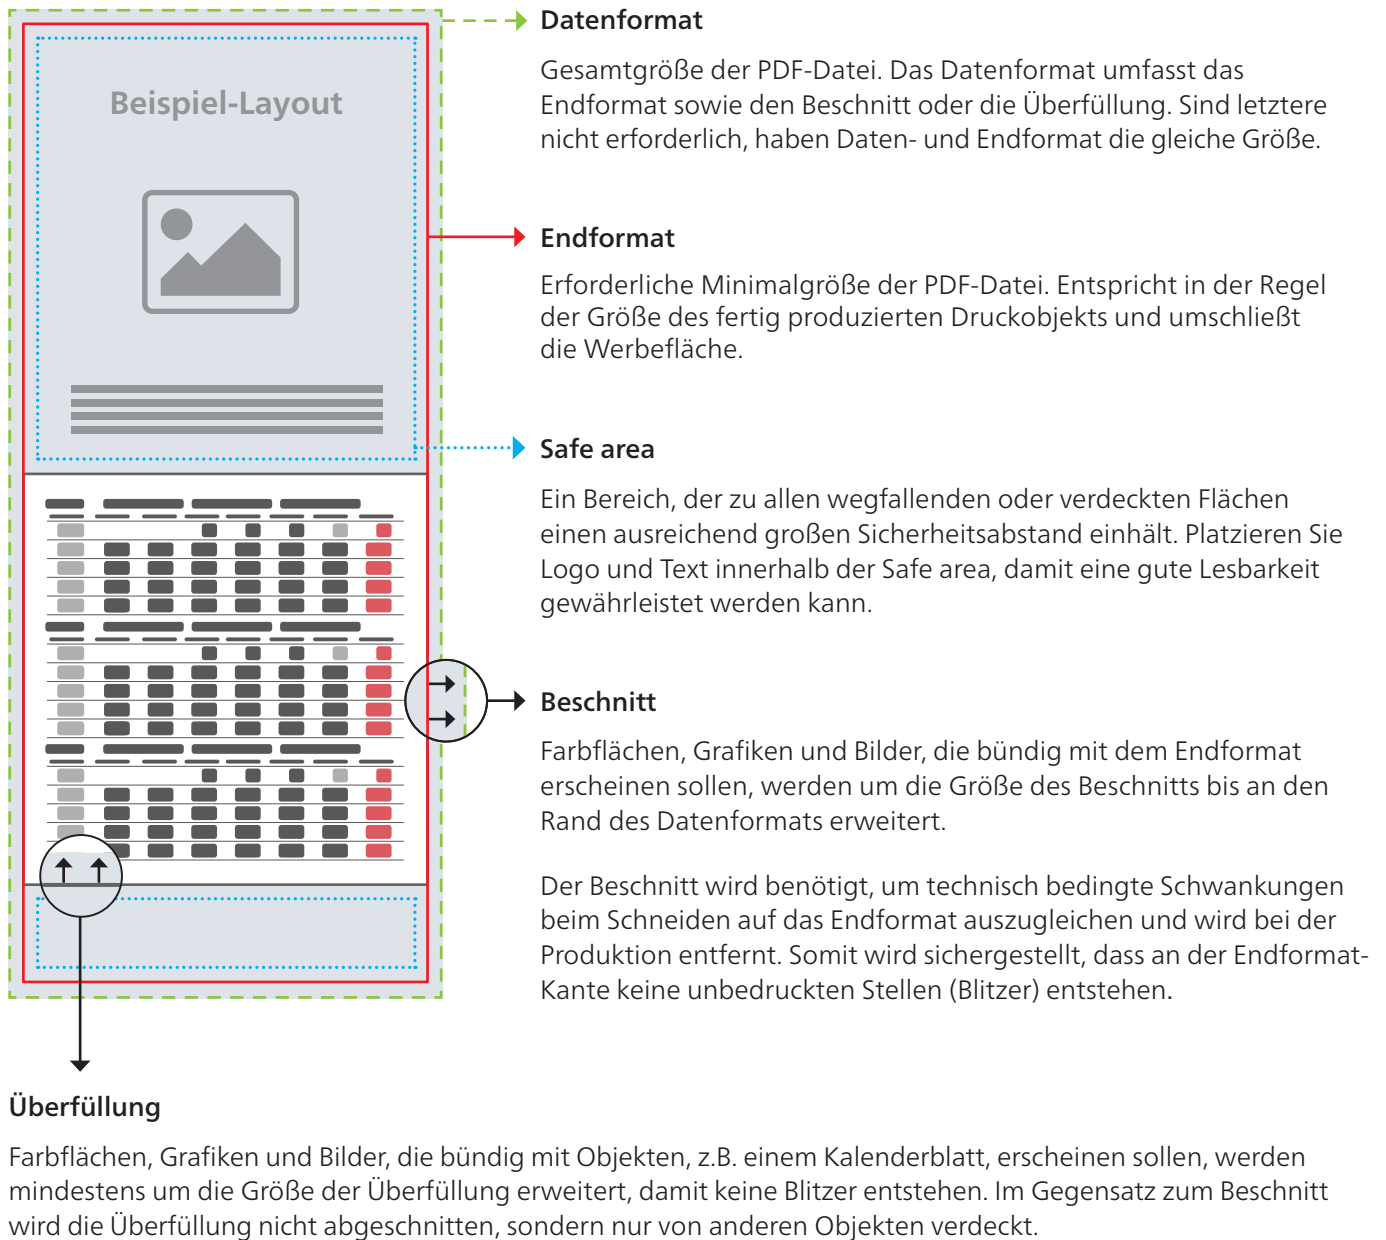 Datenformat
Gesamtgröße der PDF-Datei. Das Datenformat umfasst das
Endformat sowie den Beschnitt oder die Überfüllung. Sind letztere
nicht erforderlich, haben Daten- und Endformat die gleiche Größe.
Beispiel-Layout
Endformat
Erforderliche Minimalgröße der PDF-Datei. Entspricht in der Regel
der Größe des fertig produzierten Druckobjekts und umschließt
die Werbefläche.
Safe area
Ein Bereich, der zu allen wegfallenden oder verdeckten Flächen
einen ausreichend großen Sicherheitsabstand einhält. Platzieren Sie
Logo und Text innerhalb der Safe area, damit eine gute Lesbarkeit
gewährleistet werden kann.
Beschnitt
Farbflächen, Grafiken und Bilder, die bündig mit dem Endformat
erscheinen sollen, werden um die Größe des Beschnitts bis an den
Rand des Datenformats erweitert.
Der Beschnitt wird benötigt, um technisch bedingte Schwankungen
beim Schneiden auf das Endformat auszugleichen und wird bei der
Produktion entfernt. Somit wird sichergestellt, dass an der Endformat-
Kante keine unbedruckten Stellen (Blitzer) entstehen.
Überfüllung
Farbflächen, Grafiken und Bilder, die bündig mit Objekten, z.B. einem Kalenderblatt, erscheinen sollen, werden
mindestens um die Größe der Überfüllung erweitert, damit keine Blitzer entstehen. Im Gegensatz zum Beschnitt
wird die Überfüllung nicht abgeschnitten, sondern nur von anderen Objekten verdeckt.